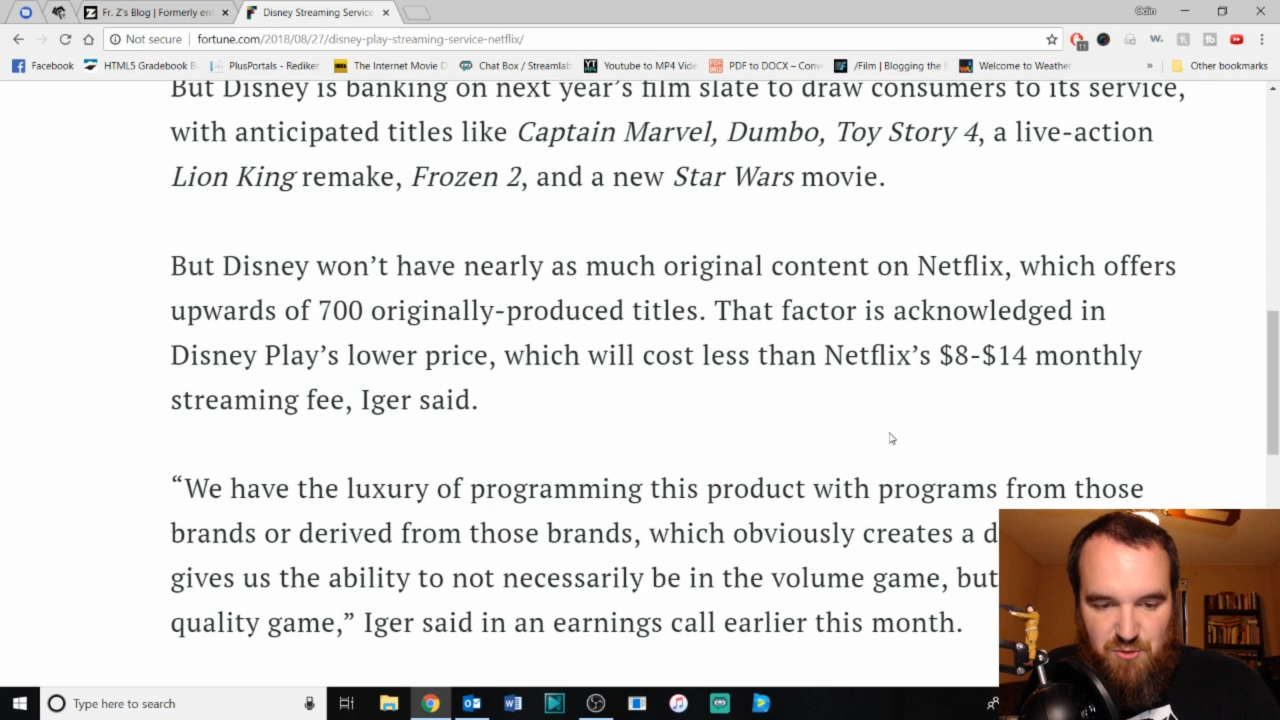 Fr. Z's Blog | Formerly en
Disney Streaming Service
Odin
Not secure
fortune.com/2018/08/27/disney-play-streaming-service-netflix/
11
Facebook
HTML5 Gradebook B
PlusPortals - Rediker
The Internet Movie D
Chat Box / Streamlab
Youtube to MP4 Vide
PDF to DOCX – Conv
/Film | Blogging the
Welcome to Weather
»
Other bookmarks
But Disney is banking on next year's film slate to draw consumers to its service,
with anticipated titles like Captain Marvel, Dumbo, Toy Story 4, a live-action
Lion King remake, Frozen 2, and a new Star Wars movie.
But Disney won't have nearly as much original content on Netflix, which offers
upwards of 700 originally-produced titles. That factor is acknowledged in
Disney Play's lower price, which will cost less than Netflix's $8-$14 monthly
streaming fee, Iger said.
“We have the luxury of programming this product with programs from those
brands or derived from those brands, which obviously creates a d
gives us the ability to not necessarily be in the volume game, but
quality game,” Iger said in an earnings call earlier this month.
Type here to search